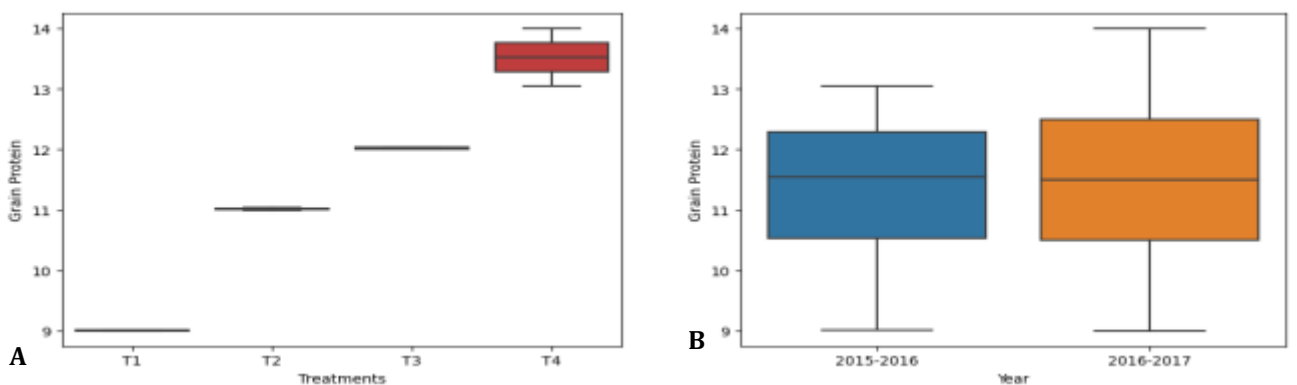 14
13
12
11
10
9
Grain Protein
T1 T2 T3 T4
Treatments
A
14
13
12
11
10
9
Grain Protein
2015-2016 2016-2017
Year
B